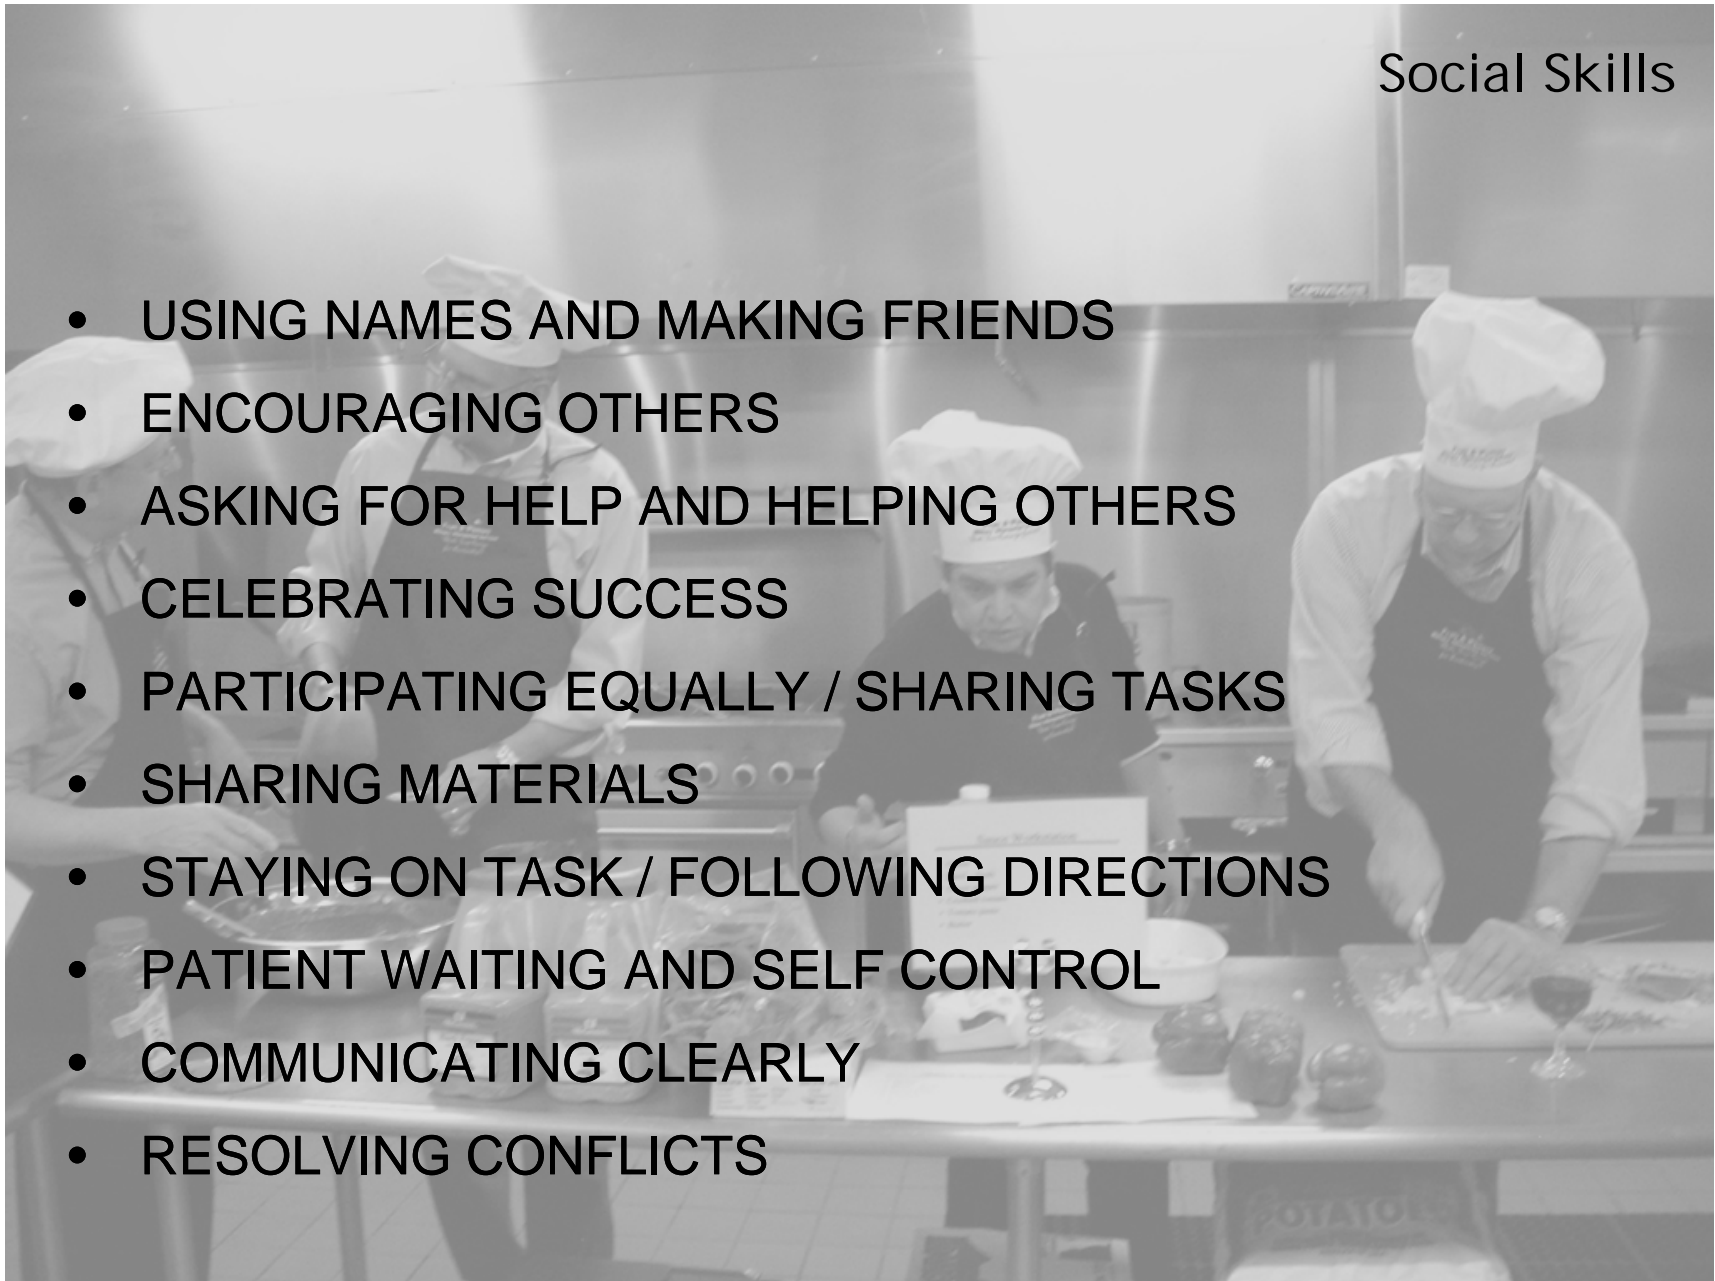 Social Skills
• USING NAMES AND MAKING FRIENDS
• ENCOURAGING OTHERS
• ASKING FOR HELP AND HELPING OTHERS
• CELEBRATING SUCCESS
• PARTICIPATING EQUALLY / SHARING TASKS
• SHARING MATERIALS
• STAYING ON TASK / FOLLOWING DIRECTIONS
• PATIENT WAITING AND SELF CONTROL
• COMMUNICATING CLEARLY
• RESOLVING CONFLICTS